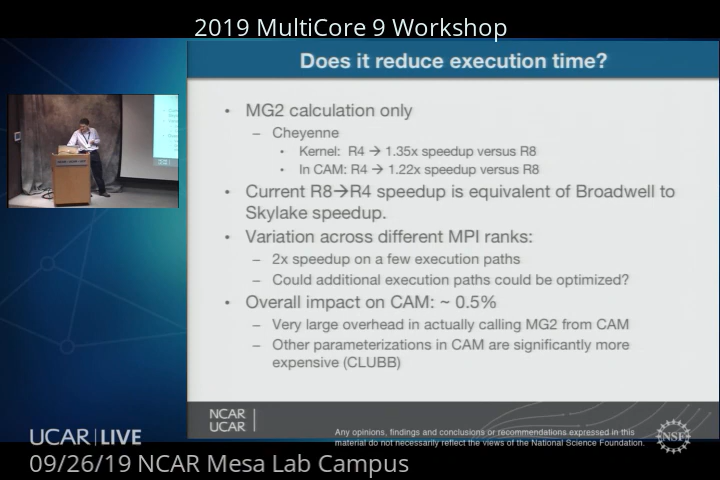 2019 MultiCore 9 Workshop
Does it reduce execution time?
• MG2 calculation only
– Cheyenne
• Kernel: R4 → 1.35x speedup versus R8
• In CAM: R4 → 1.22x speedup versus R8
• Current R8→R4 speedup is equivalent of Broadwell to
Skylake speedup.
• Variation across different MPI ranks:
– 2x speedup on a few execution paths
– Could additional execution paths could be optimized?
• Overall impact on CAM: ~ 0.5%
– Very large overhead in actually calling MG2 from CAM
– Other parameterizations in CAM are significantly more
expensive (CLUBB)
NCAR
UCAR
UCAR | LIVE
Any opinions, findings and conclusions or recommendations expressed in this
material do not necessarily reflect the views of the National Science Foundation.
NSF
09/26/19 NCAR Mesa Lab Campus